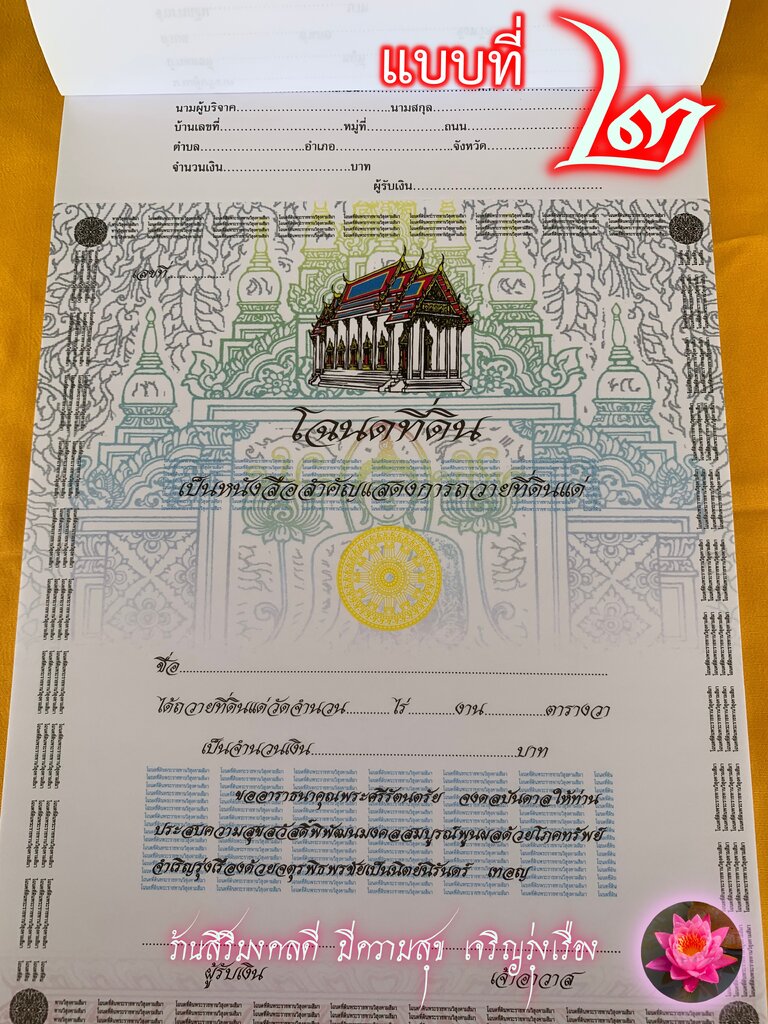 แบบที่ ๒
นามผู้บริจาค....................................นามสกุล....................................
บ้านเลขที่..............................หมู่ที่....................ถนน..............................
ตำบล.........................อำเภอ..............................จังหวัด..............................
จำนวนเงิน................................บาท
ผู้รับเงิน.............................................
เลขที่...............
โฉนดที่ดิน
เป็นหนังสือสำคัญแสดงการถวายที่ดินแด่
ชื่อ........................................................................................
ได้ถวายที่ดินแด่วัดจำนวน.........ไร่...........งาน...............ตารางวา
เป็นจำนวนเงิน..................................................บาท
ขออาราธนาคุณพระศรีรัตนตรัย จงดลบันดาลให้ท่าน
ประสบความสุขสวัสดิ์พิพัฒนมงคลสมบูรณ์พูนผลด้วยโภคทรัพย์
จำเริญรุ่งเรืองด้วยจตุรพิธพรชัยเป็นนิตย์นิรันดร์ เทอญ
ร้านสิริมงคลดี มีความสุข เจริญรุ่งเรือง
ผู้รับเงิน เจ้าอาวาส